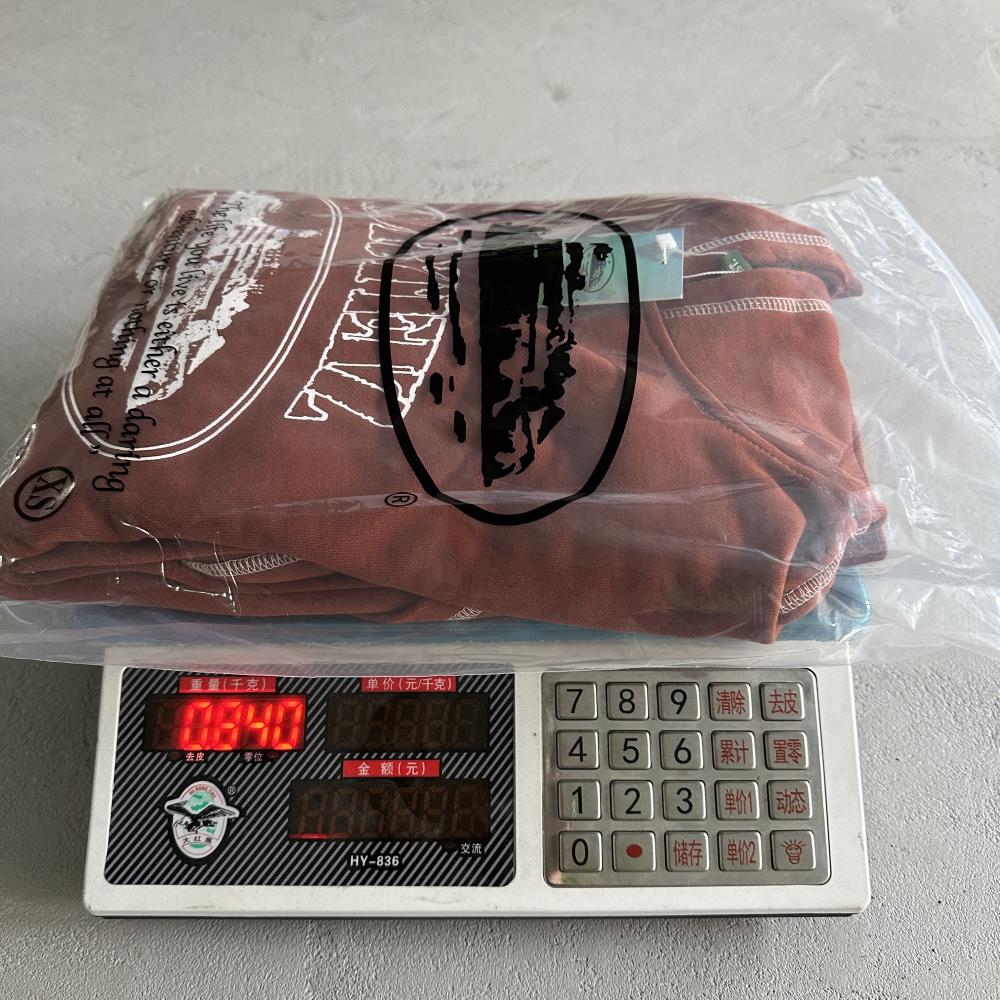 The life you live is either a daring
adventure, or nothing at all.
XS
®
重量(千克)
单价(元/千克)
0.840
去皮
零位
金额(元)
®
大红鹰
交流
HY-836
7 8 9 清除 去皮
4 5 6 累计 置零
1 2 3 单价1 动态
0 • 储存 单价2